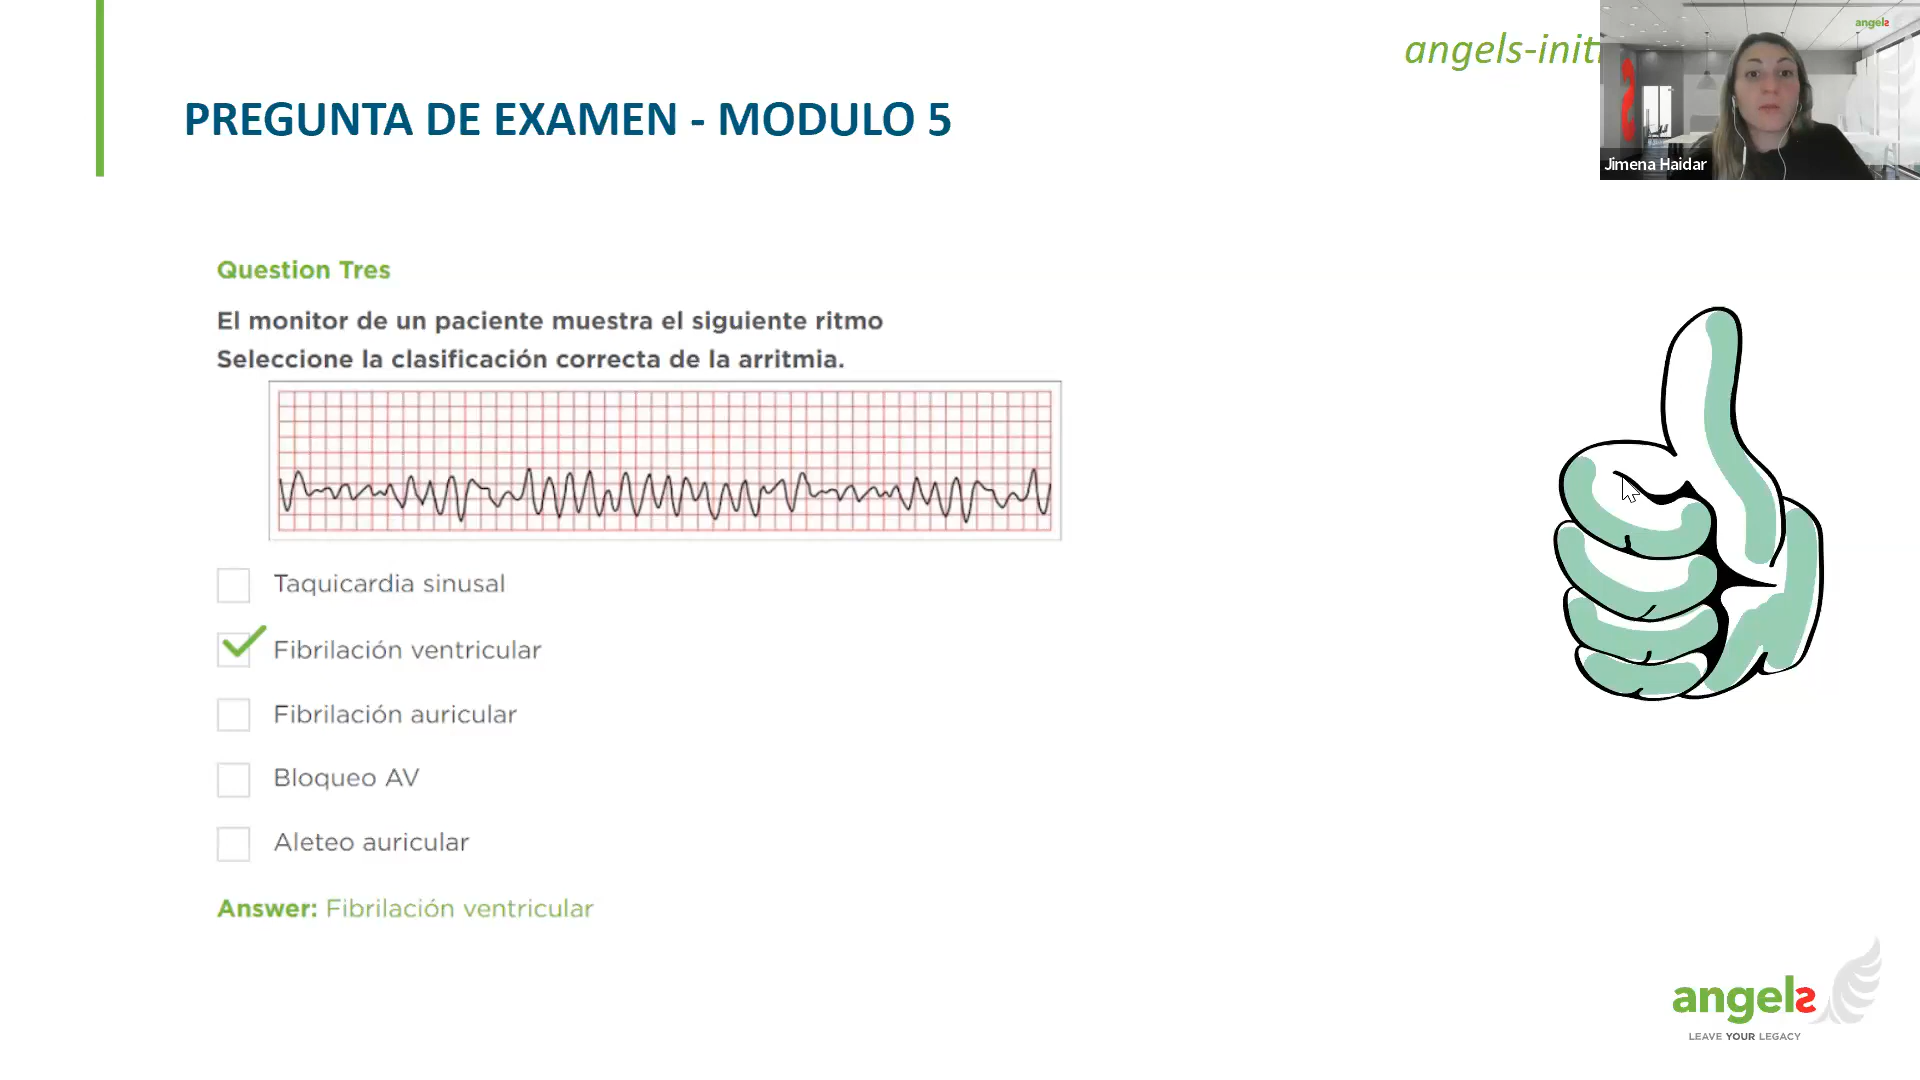 angels-initi
angels
PREGUNTA DE EXAMEN - MODULO 5
Jimena Haidar
Question Tres
El monitor de un paciente muestra el siguiente ritmo
Seleccione la clasificación correcta de la arritmia.
Taquicardia sinusal
Fibrilación ventricular
Fibrilación auricular
Bloqueo AV
Aleteo auricular
Answer: Fibrilación ventricular
angels
LEAVE YOUR LEGACY